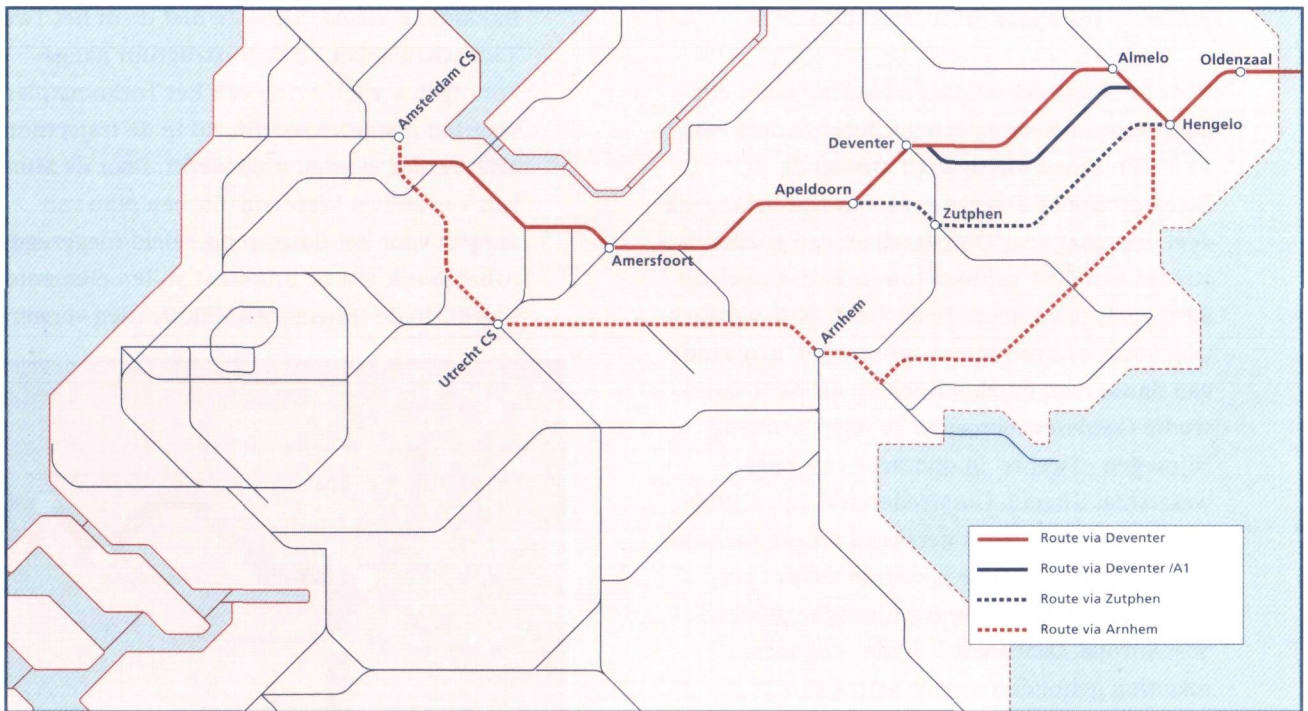 Oldenzaal
Almelo
Amsterdam CS
Hengelo
Deventer
Apeldoorn
Zutphen
Amersfoort
Arnhem
Utrecht CS
Route via Deventer
Route via Deventer /A1
Route via Zutphen
Route via Arnhem